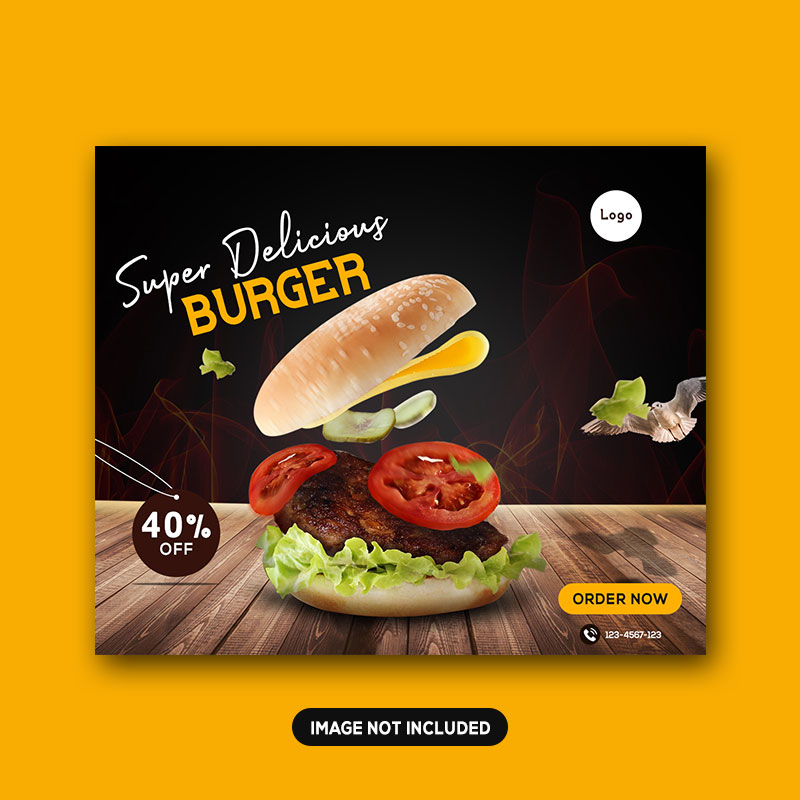 Super Delicious
BURGER
Logo
40%
OFF
ORDER NOW
123-4567-123
IMAGE NOT INCLUDED